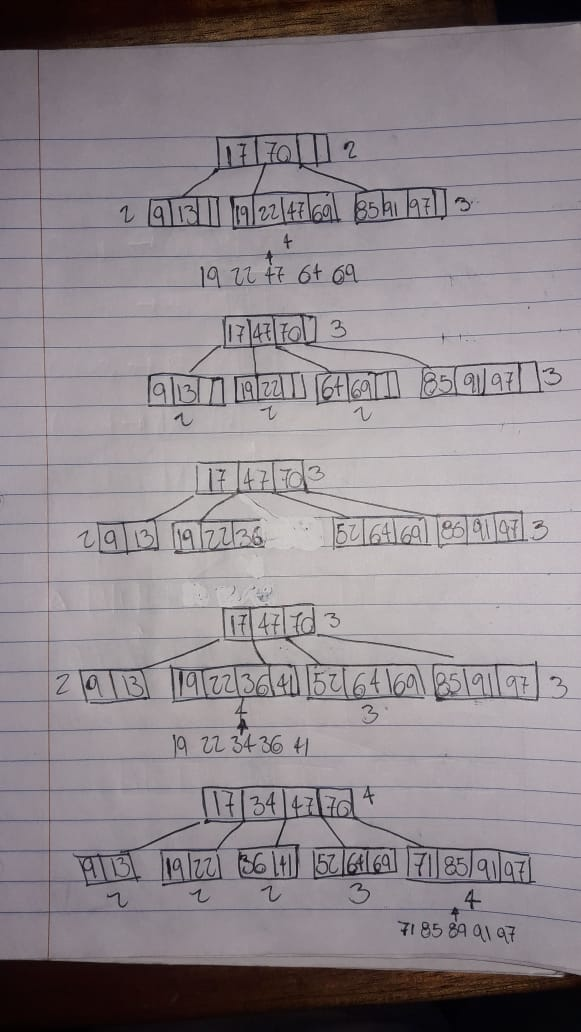 17 70 2
2 9 13 19 22 47 69 85 91 97 3
4
19 22 47 64 69
17 47 70 3
9 13 19 22 64 69 85 91 97 3
2 2 2
17 47 70 3
2 9 13 19 22 36 52 64 69 85 91 97 3
17 47 70 3
2 9 13 19 22 36 41 52 64 69 85 91 97 3
4 3
19 22 34 36 41
17 34 47 70 4
9 13 19 22 36 41 52 64 69 71 85 91 97
2 2 2 3 4
71 85 89 91 97